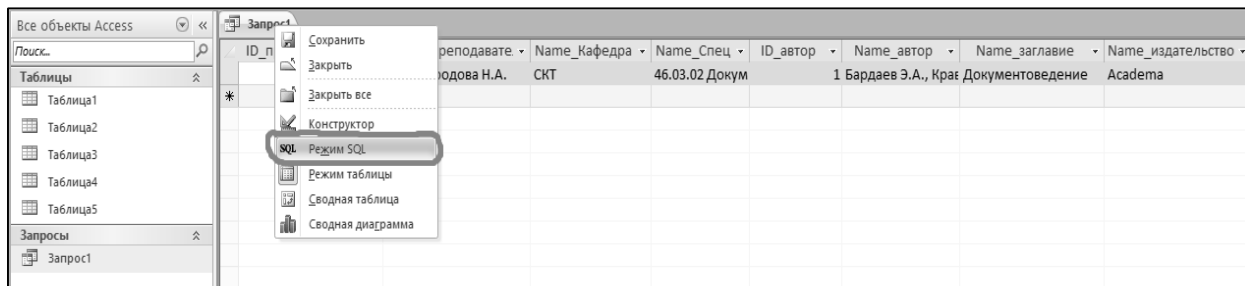 Все объекты Access
Запрос1
Поиск...
Таблицы
Таблица1
Таблица2
Таблица3
Таблица4
Таблица5
Запросы
Запрос1
Сохранить
Закрыть
Закрыть все
Конструктор
SQL Режим SQL
Режим таблицы
Сводная таблица
Сводная диаграмма
ID_п реподавате. Name_Кафедра Name_Спец ID_автор Name_автор Name_заглавие Name_издательство
родова Н.А. СКТ 46.03.02 Докум 1 Бардаев Э.А., Крав Документоведение Academa